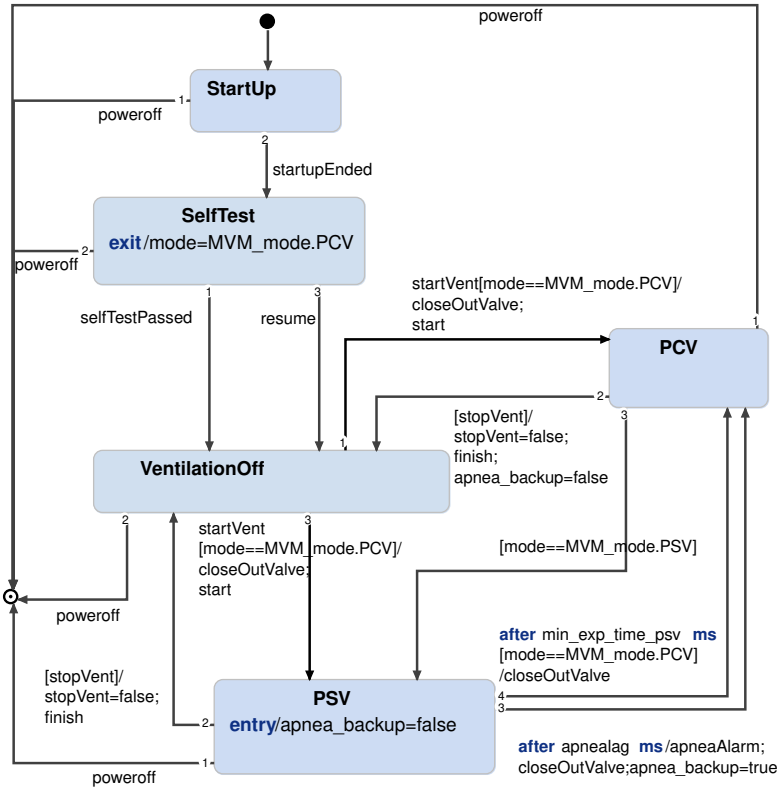 poweroff
StartUp
1
poweroff
2
startupEnded
SelfTest
exit/mode=MVM_mode.PCV
2
poweroff
1
3
selfTestPassed
resume
startVent[mode==MVM_mode.PCV]/
closeOutValve;
start
1
PCV
2
3
[stopVent]/
stopVent=false;
finish;
apnea_backup=false
1
VentilationOff
2
3
startVent
[mode==MVM_mode.PCV]/
closeOutValve;
start
[mode==MVM_mode.PSV]
poweroff
after min_exp_time_psv ms
[mode==MVM_mode.PCV]
/closeOutValve
[stopVent]/
stopVent=false;
finish
PSV
entry/apnea_backup=false
4
3
2
1
after apnealag ms/apneaAlarm;
closeOutValve;apnea_backup=true
poweroff